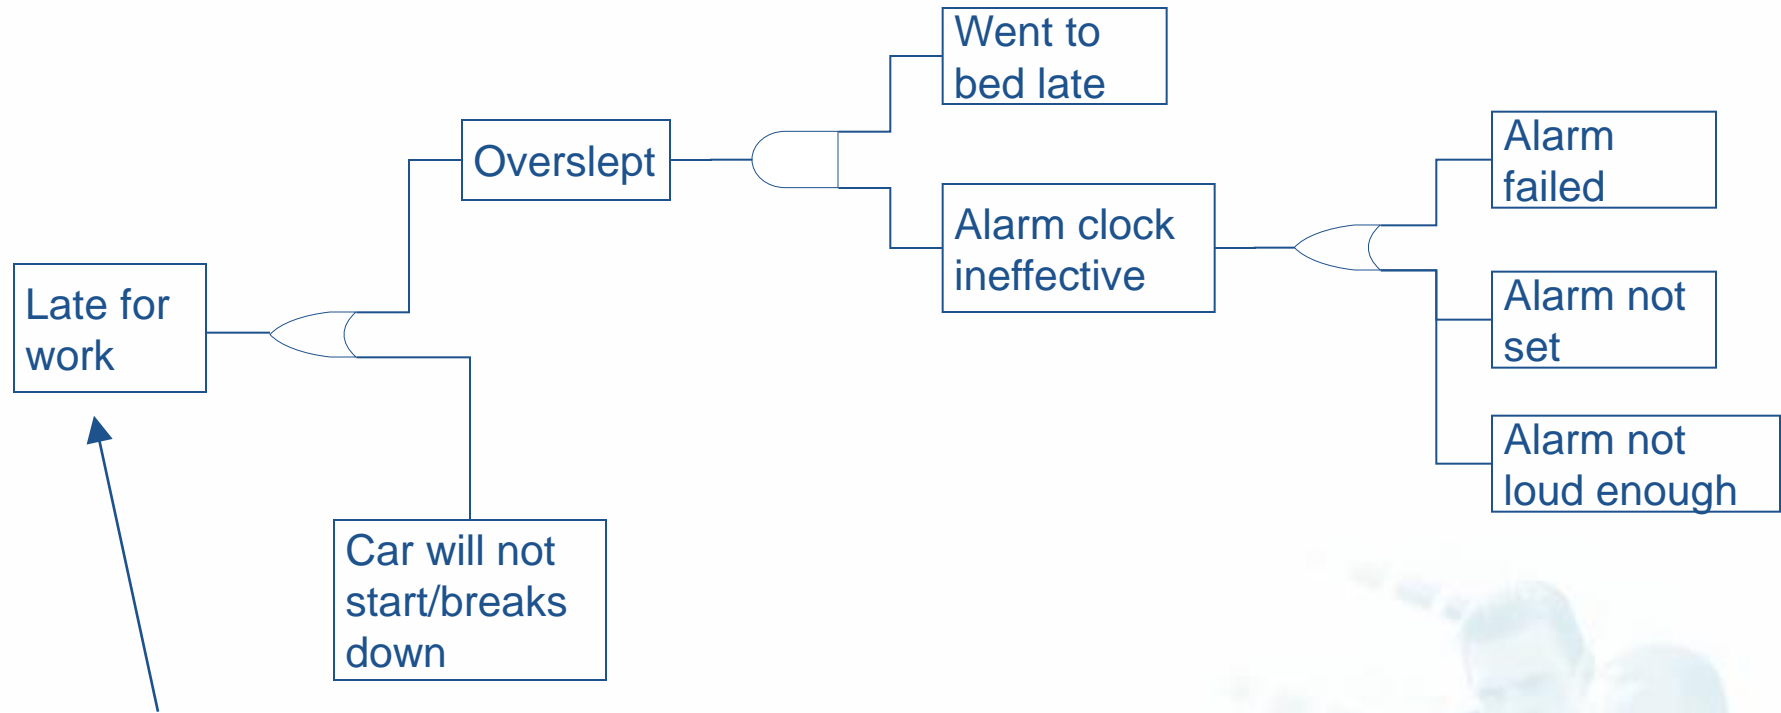 Went to
bed late
Overslept
Alarm
failed
Alarm clock
ineffective
Late for
work
Alarm not
set
Alarm not
loud enough
Car will not
start/breaks
down